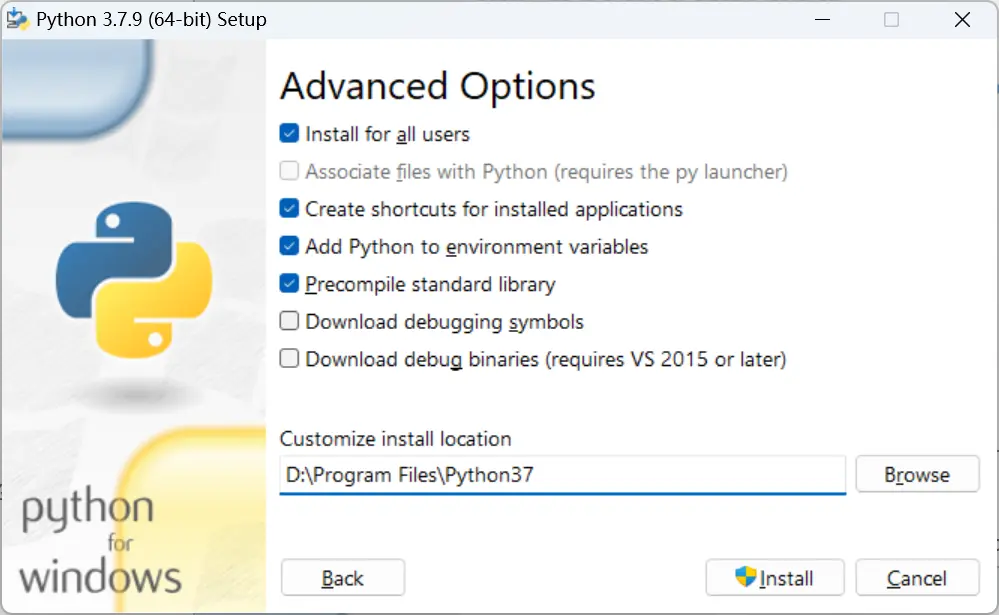 Python 3.7.9 (64-bit) Setup
Advanced Options
Install for all users
Associate files with Python (requires the py launcher)
Create shortcuts for installed applications
Add Python to environment variables
Precompile standard library
Download debugging symbols
Download debug binaries (requires VS 2015 or later)
Customize install location
D:\Program Files\Python37
Browse
python
for
windows
Back
Install
Cancel